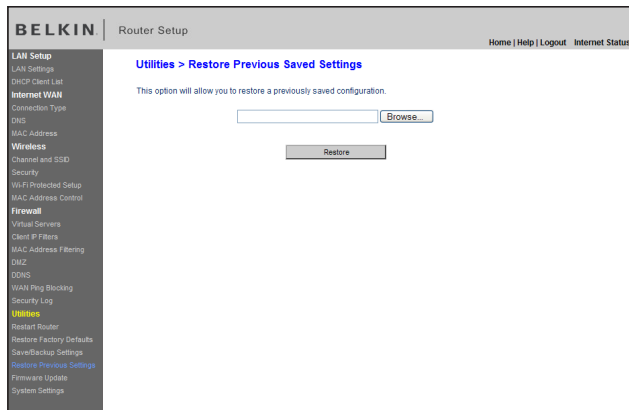 BELKIN.
Router Setup
Home | Help | Logout Internet Status
LAN Setup
LAN Settings
DHCP Client List
Internet WAN
Connection Type
DNS
MAC Address
Wireless
Channel and SSID
Security
Wi-Fi Protected Setup
MAC Address Control
Firewall
Virtual Servers
Client IP Filters
MAC Address Filtering
DMZ
DDNS
WAN Ping Blocking
Security Log
Utilities
Restart Router
Restore Factory Defaults
Save/Backup Settings
Restore Previous Settings
Firmware Update
System Settings
Utilities > Restore Previous Saved Settings
This option will allow you to restore a previously saved configuration.
Browse...
Restore